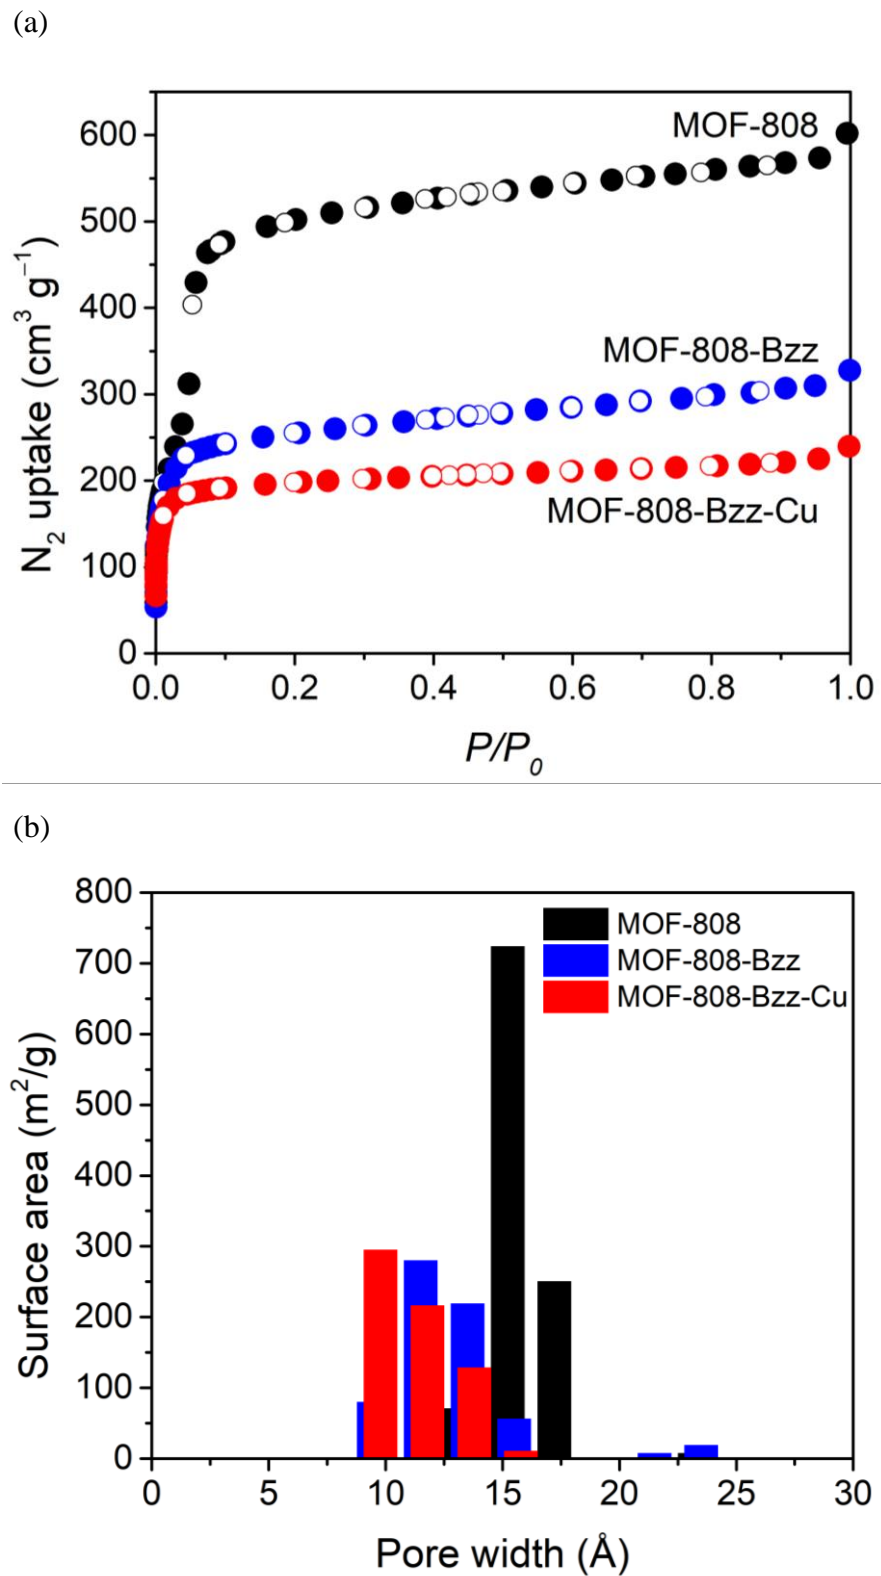 (a)
600
500
400
300
200
100
0
N₂ uptake (cm³ g⁻¹)
MOF-808
MOF-808-Bzz
MOF-808-Bzz-Cu
0.0 0.2 0.4 0.6 0.8 1.0
P/P₀
(b)
800
700
600
500
400
300
200
100
0
Surface area (m²/g)
MOF-808
MOF-808-Bzz
MOF-808-Bzz-Cu
0 5 10 15 20 25 30
Pore width (Å)